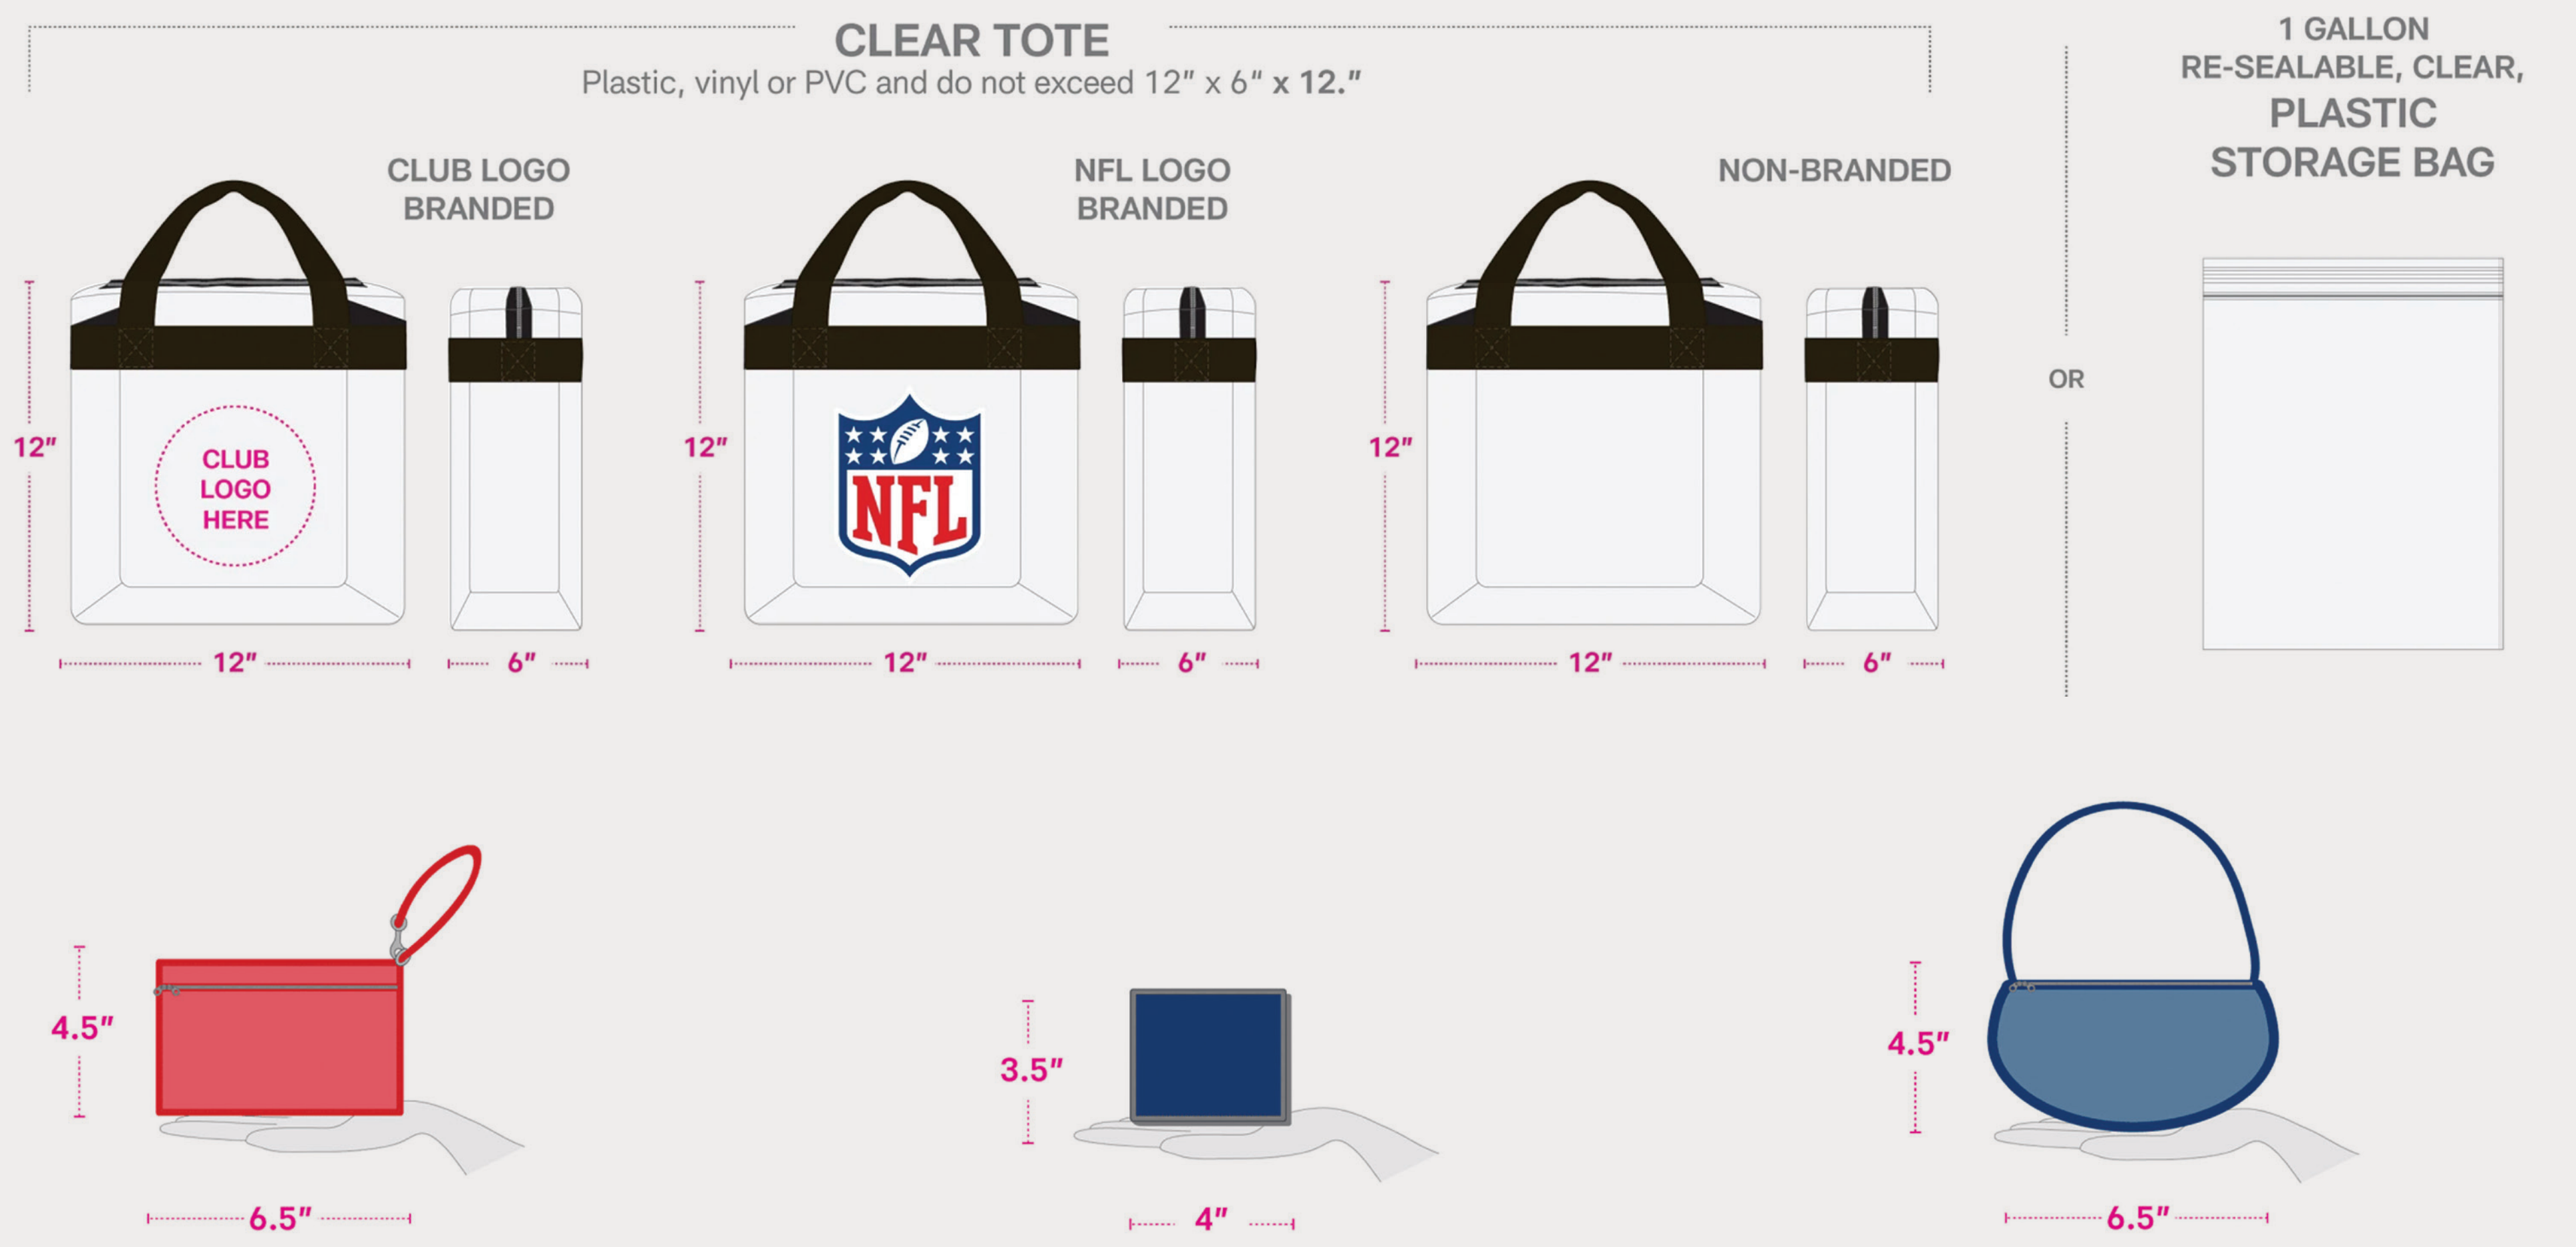 CLEAR TOTE
Plastic, vinyl or PVC and do not exceed 12" x 6" x 12."
1 GALLON
RE-SEALABLE, CLEAR,
PLASTIC
STORAGE BAG
CLUB LOGO
BRANDED
NFL LOGO
BRANDED
NON-BRANDED
12"
CLUB
LOGO
HERE
12"
6"
12"
NFL
12"
6"
12"
12"
6"
OR
4.5"
6.5"
3.5"
4"
4.5"
6.5"